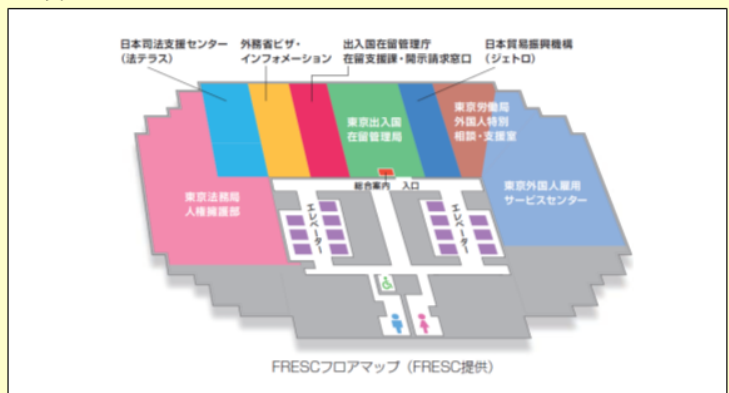 日本司法支援センター
（法テラス）
外務省ビザ・
インフォメーション
出入国在留管理庁
在留支援課・開示請求窓口
日本貿易振興機構
（ジェトロ）
東京出入国
在留管理局
東京労働局
外国人特別
相談・支援室
総合案内
入口
東京法務局
人権擁護部
エレベーター
エレベーター
東京外国人雇用
サービスセンター
FRESCフロアマップ（FRESC提供）